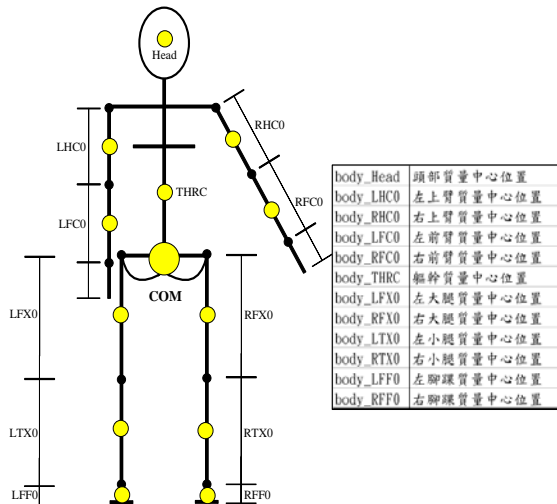 Head
LHC0
RHC0
THRC
RFC0
LFC0
COM
LFX0
RFX0
LTX0
RTX0
LFF0
RFF0
body_Head 頭部質量中心位置
body_LHC0 左上臂質量中心位置
body_RHC0 右上臂質量中心位置
body_LFC0 左前臂質量中心位置
body_RFC0 右前臂質量中心位置
body_THRC 軀幹質量中心位置
body_LFX0 左大腿質量中心位置
body_RFX0 右大腿質量中心位置
body_LTX0 左小腿質量中心位置
body_RTX0 右小腿質量中心位置
body_LFF0 左腳踝質量中心位置
body_RFF0 右腳踝質量中心位置